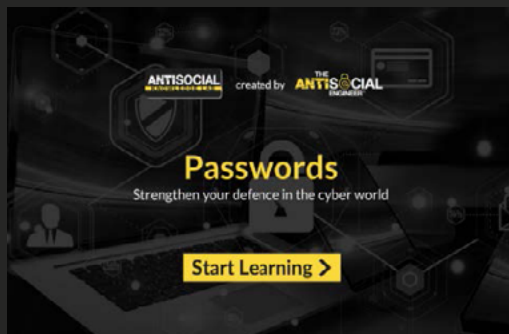 ANTISOCIAL
KNOWLEDGE LAB
created by
THE
ANTISOCIAL
ENGINEER
Passwords
Strengthen your defence in the cyber world
Start Learning >